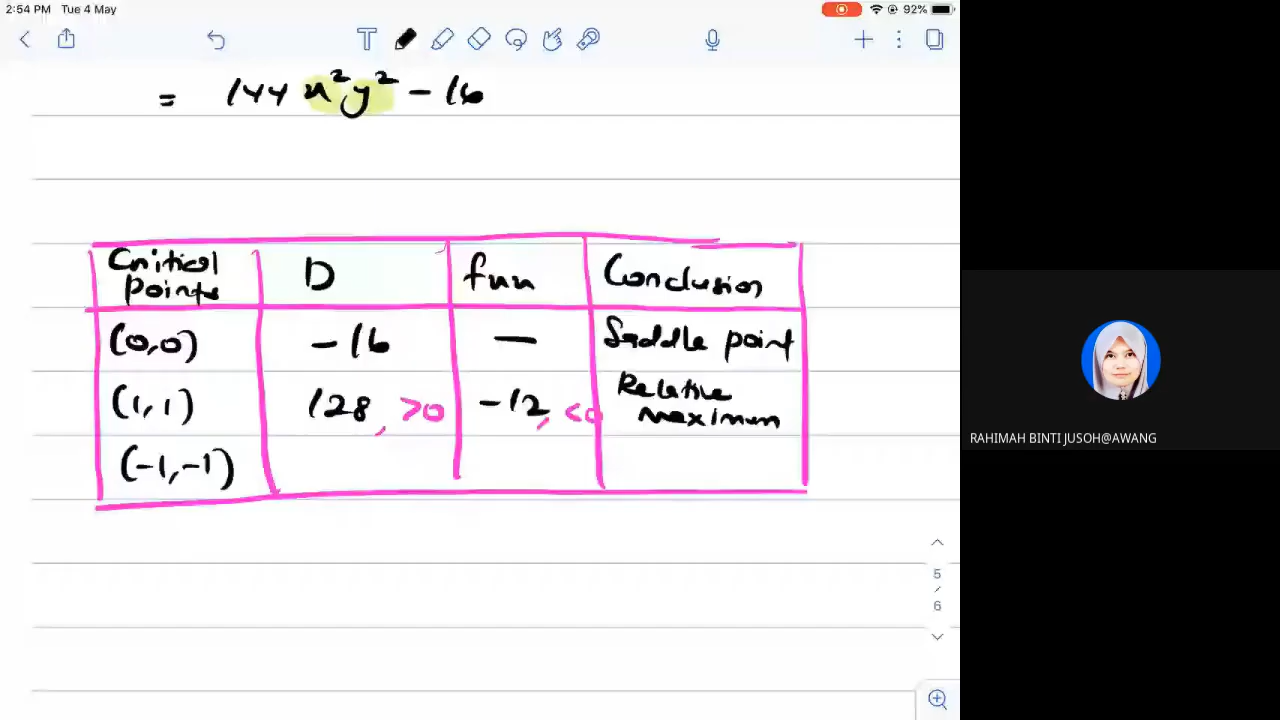 2:54 PM Tue 4 May 92%
= 144 x²y² - 16
Critical points D fxx Conclusion
(0,0) -16 — Saddle point
(1,1) 128, >0 -12, <0 Relative maximum
(-1,-1)
5
6
RAHIMAH BINTI JUSOH@AWANG